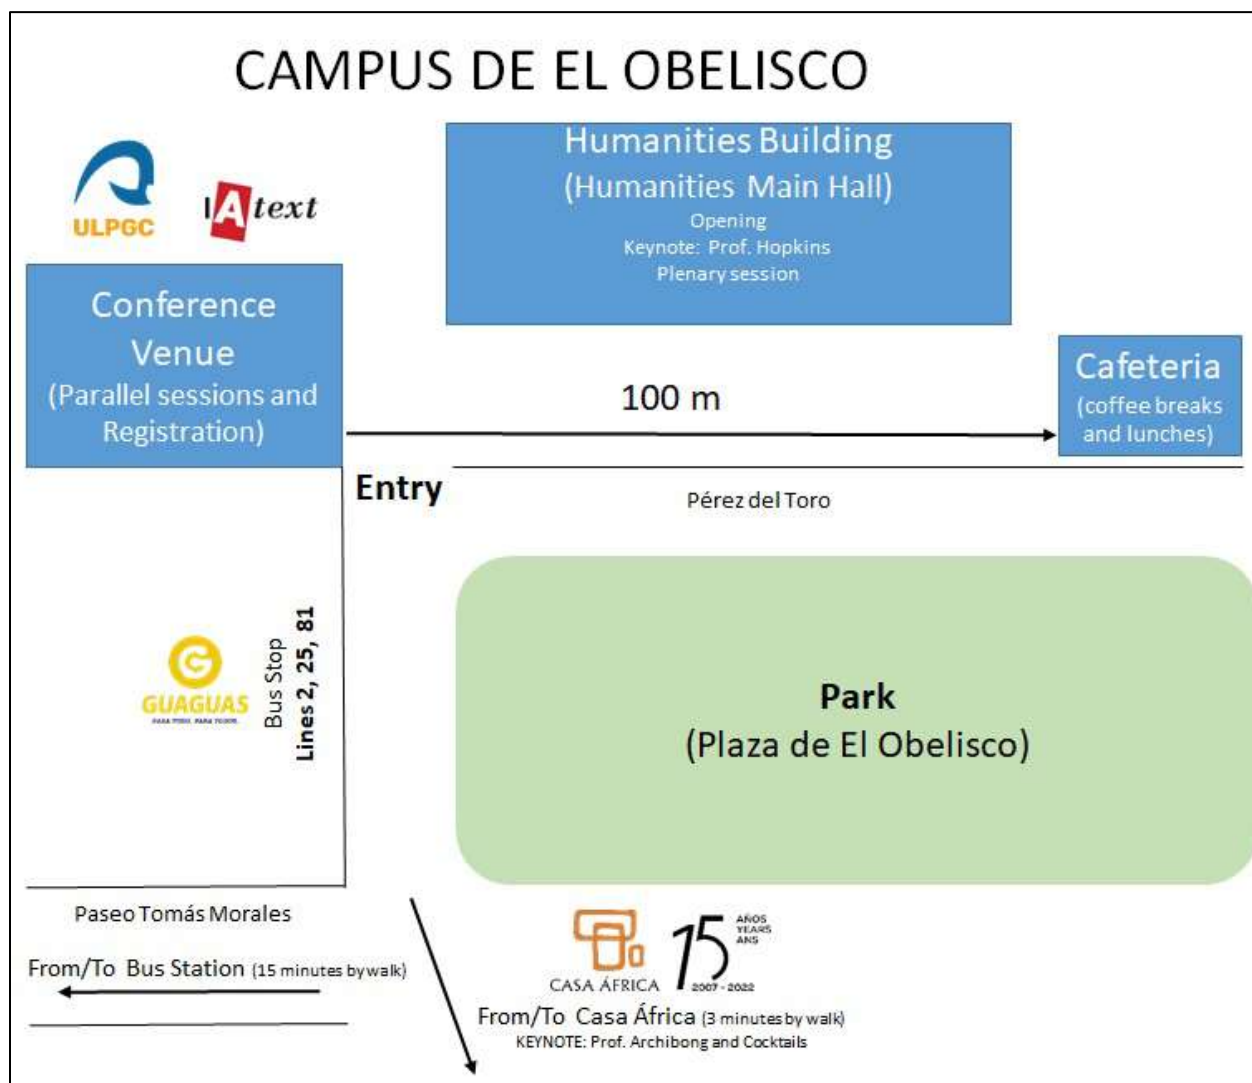 CAMPUS DE EL OBELISCO
ULPGC
IAtext
Humanities Building
(Humanities Main Hall)
Opening
Keynote: Prof. Hopkins
Plenary session
Conference
Venue
(Parallel sessions and
Registration)
100 m
Cafeteria
(coffee breaks
and lunches)
Entry
Pérez del Toro
GUAGUAS
PARA TODO. PARA TODOS.
Bus Stop
Lines 2, 25, 81
Park
(Plaza de El Obelisco)
Paseo Tomás Morales
From/To Bus Station (15 minutes by walk)
CASA ÁFRICA
15
AÑOS
YEARS
ANS
2007 - 2022
From/To Casa África (3 minutes by walk)
KEYNOTE: Prof. Archibong and Cocktails